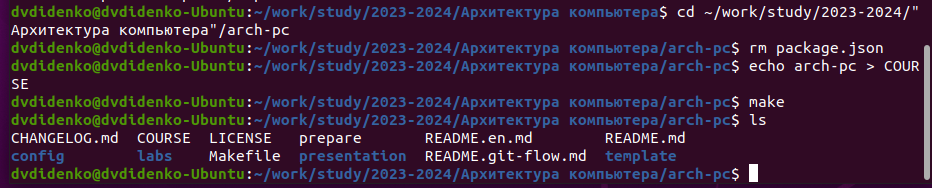 dvdidenko@dvdidenko-Ubuntu:~/work/study/2023-2024/Архитектура компьютера$ cd ~/work/study/2023-2024/"
Архитектура компьютера"/arch-pc
dvdidenko@dvdidenko-Ubuntu:~/work/study/2023-2024/Архитектура компьютера/arch-pc$ rm package.json
dvdidenko@dvdidenko-Ubuntu:~/work/study/2023-2024/Архитектура компьютера/arch-pc$ echo arch-pc > COUR
SE
dvdidenko@dvdidenko-Ubuntu:~/work/study/2023-2024/Архитектура компьютера/arch-pc$ make
dvdidenko@dvdidenko-Ubuntu:~/work/study/2023-2024/Архитектура компьютера/arch-pc$ ls
CHANGELOG.md  COURSE  LICENSE   prepare       README.en.md        README.md
config        labs    Makefile  presentation  README.git-flow.md  template
dvdidenko@dvdidenko-Ubuntu:~/work/study/2023-2024/Архитектура компьютера/arch-pc$